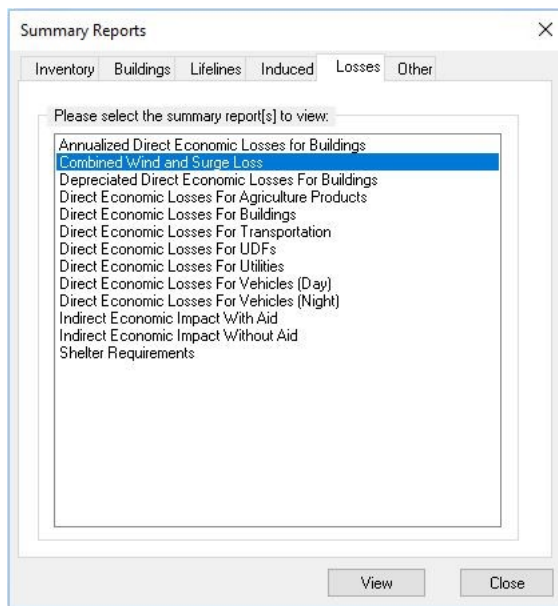 Summary Reports
Inventory Buildings Lifelines Induced Losses Other
Please select the summary report[s] to view:
Annualized Direct Economic Losses for Buildings
Combined Wind and Surge Loss
Depreciated Direct Economic Losses For Buildings
Direct Economic Losses For Agriculture Products
Direct Economic Losses For Buildings
Direct Economic Losses For Transportation
Direct Economic Losses For UDFs
Direct Economic Losses For Utilities
Direct Economic Losses For Vehicles (Day)
Direct Economic Losses For Vehicles (Night)
Indirect Economic Impact With Aid
Indirect Economic Impact Without Aid
Shelter Requirements
View Close